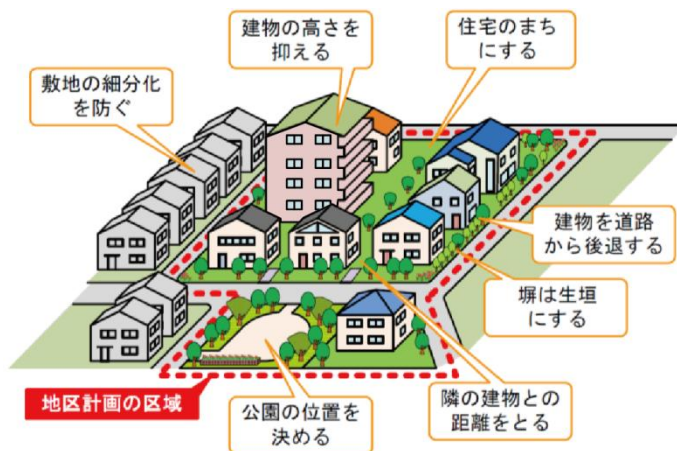 建物の高さを
抑える
住宅のまち
にする
敷地の細分化
を防ぐ
建物を道路
から後退する
塀は生垣
にする
隣の建物との
距離をとる
公園の位置を
決める
地区計画の区域